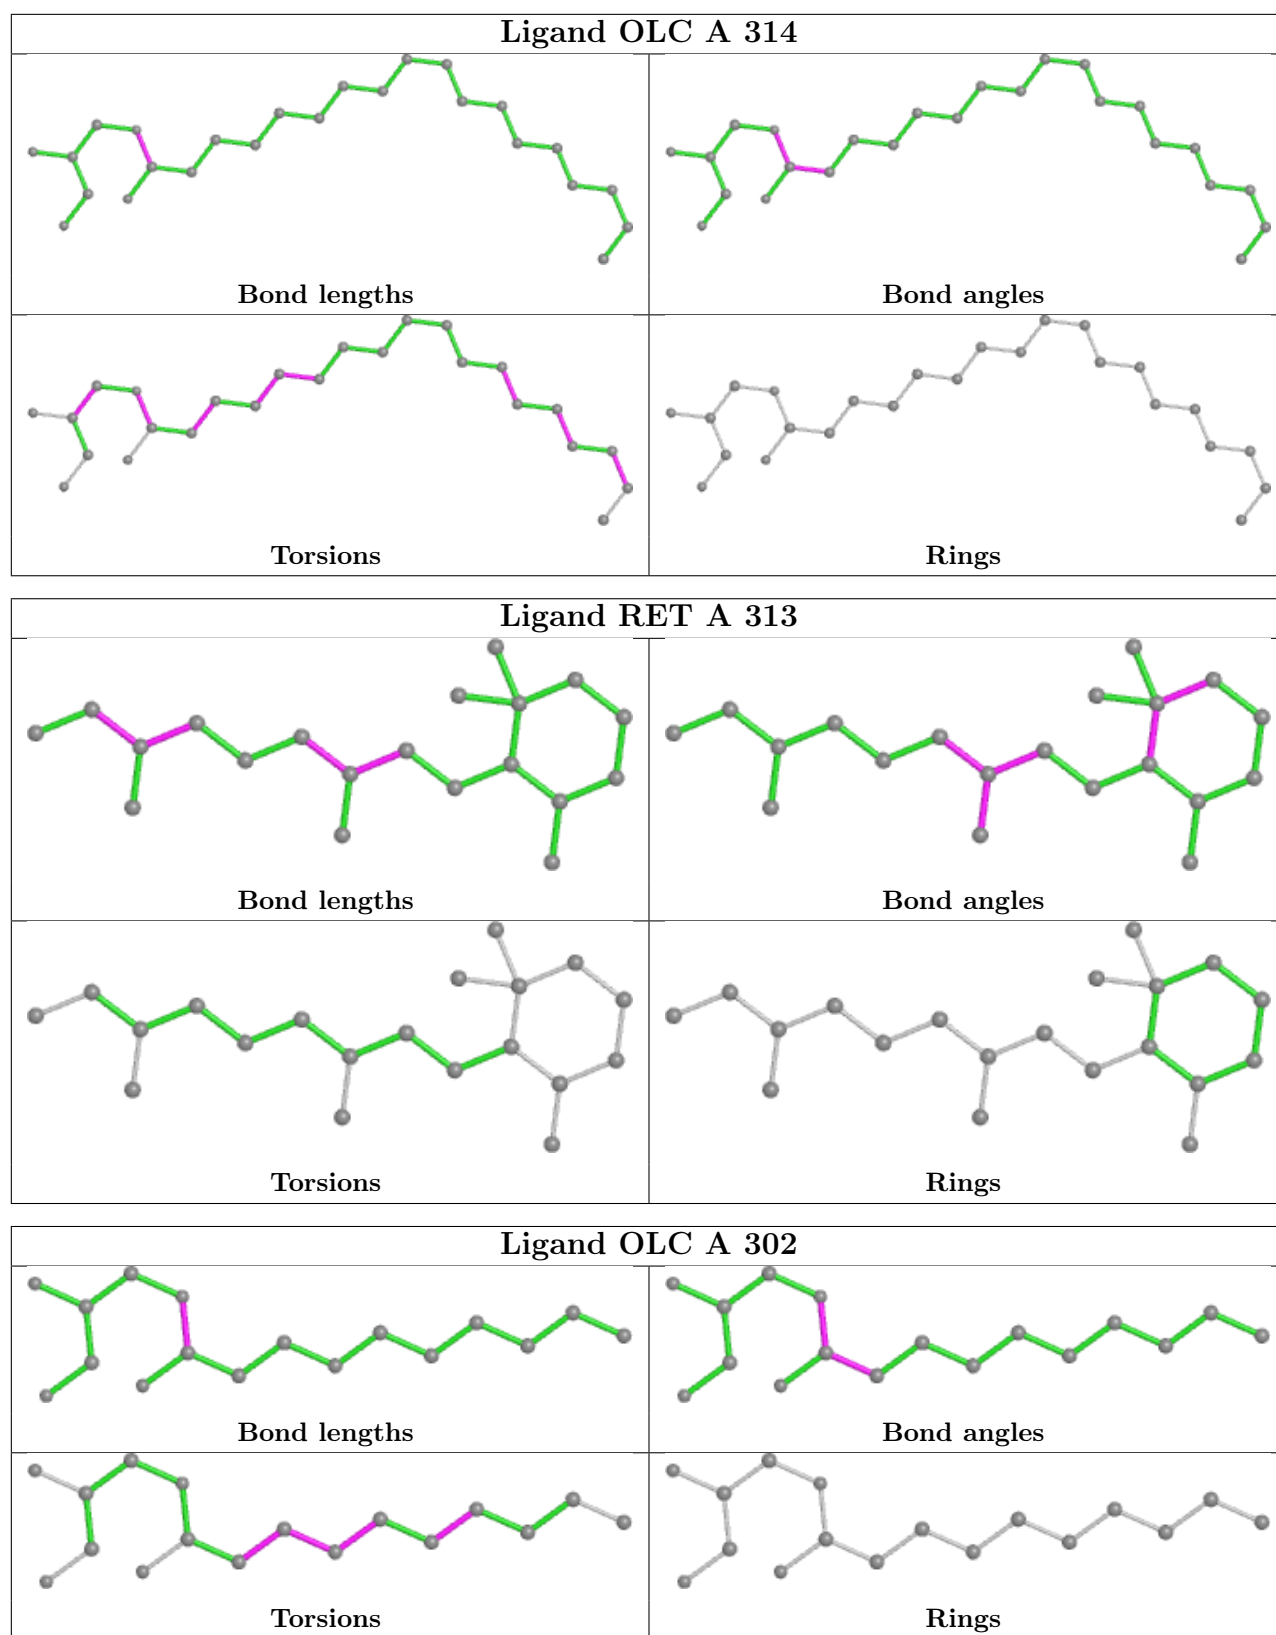 Ligand OLC A 314
Bond lengths
Bond angles
Torsions
Rings
Ligand RET A 313
Bond lengths
Bond angles
Torsions
Rings
Ligand OLC A 302
Bond lengths
Bond angles
Torsions
Rings